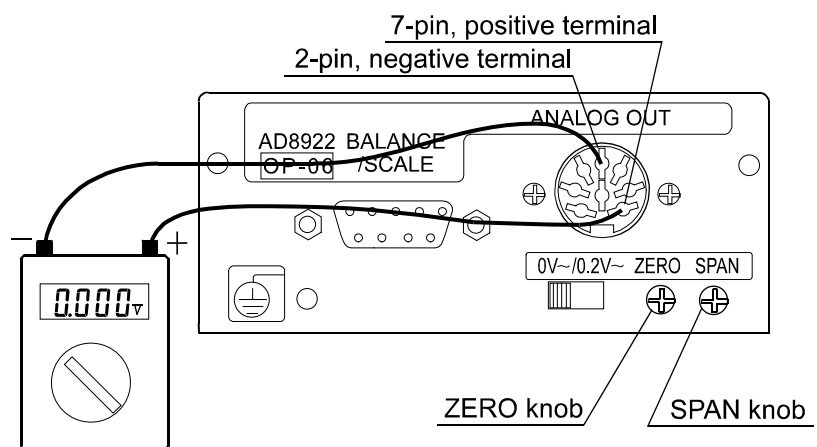 7-pin, positive terminal
2-pin, negative terminal
ANALOG OUT
AD8922 BALANCE
OP-06 /SCALE
− +
0V~/0.2V~ ZERO SPAN
0.000V
ZERO knob SPAN knob